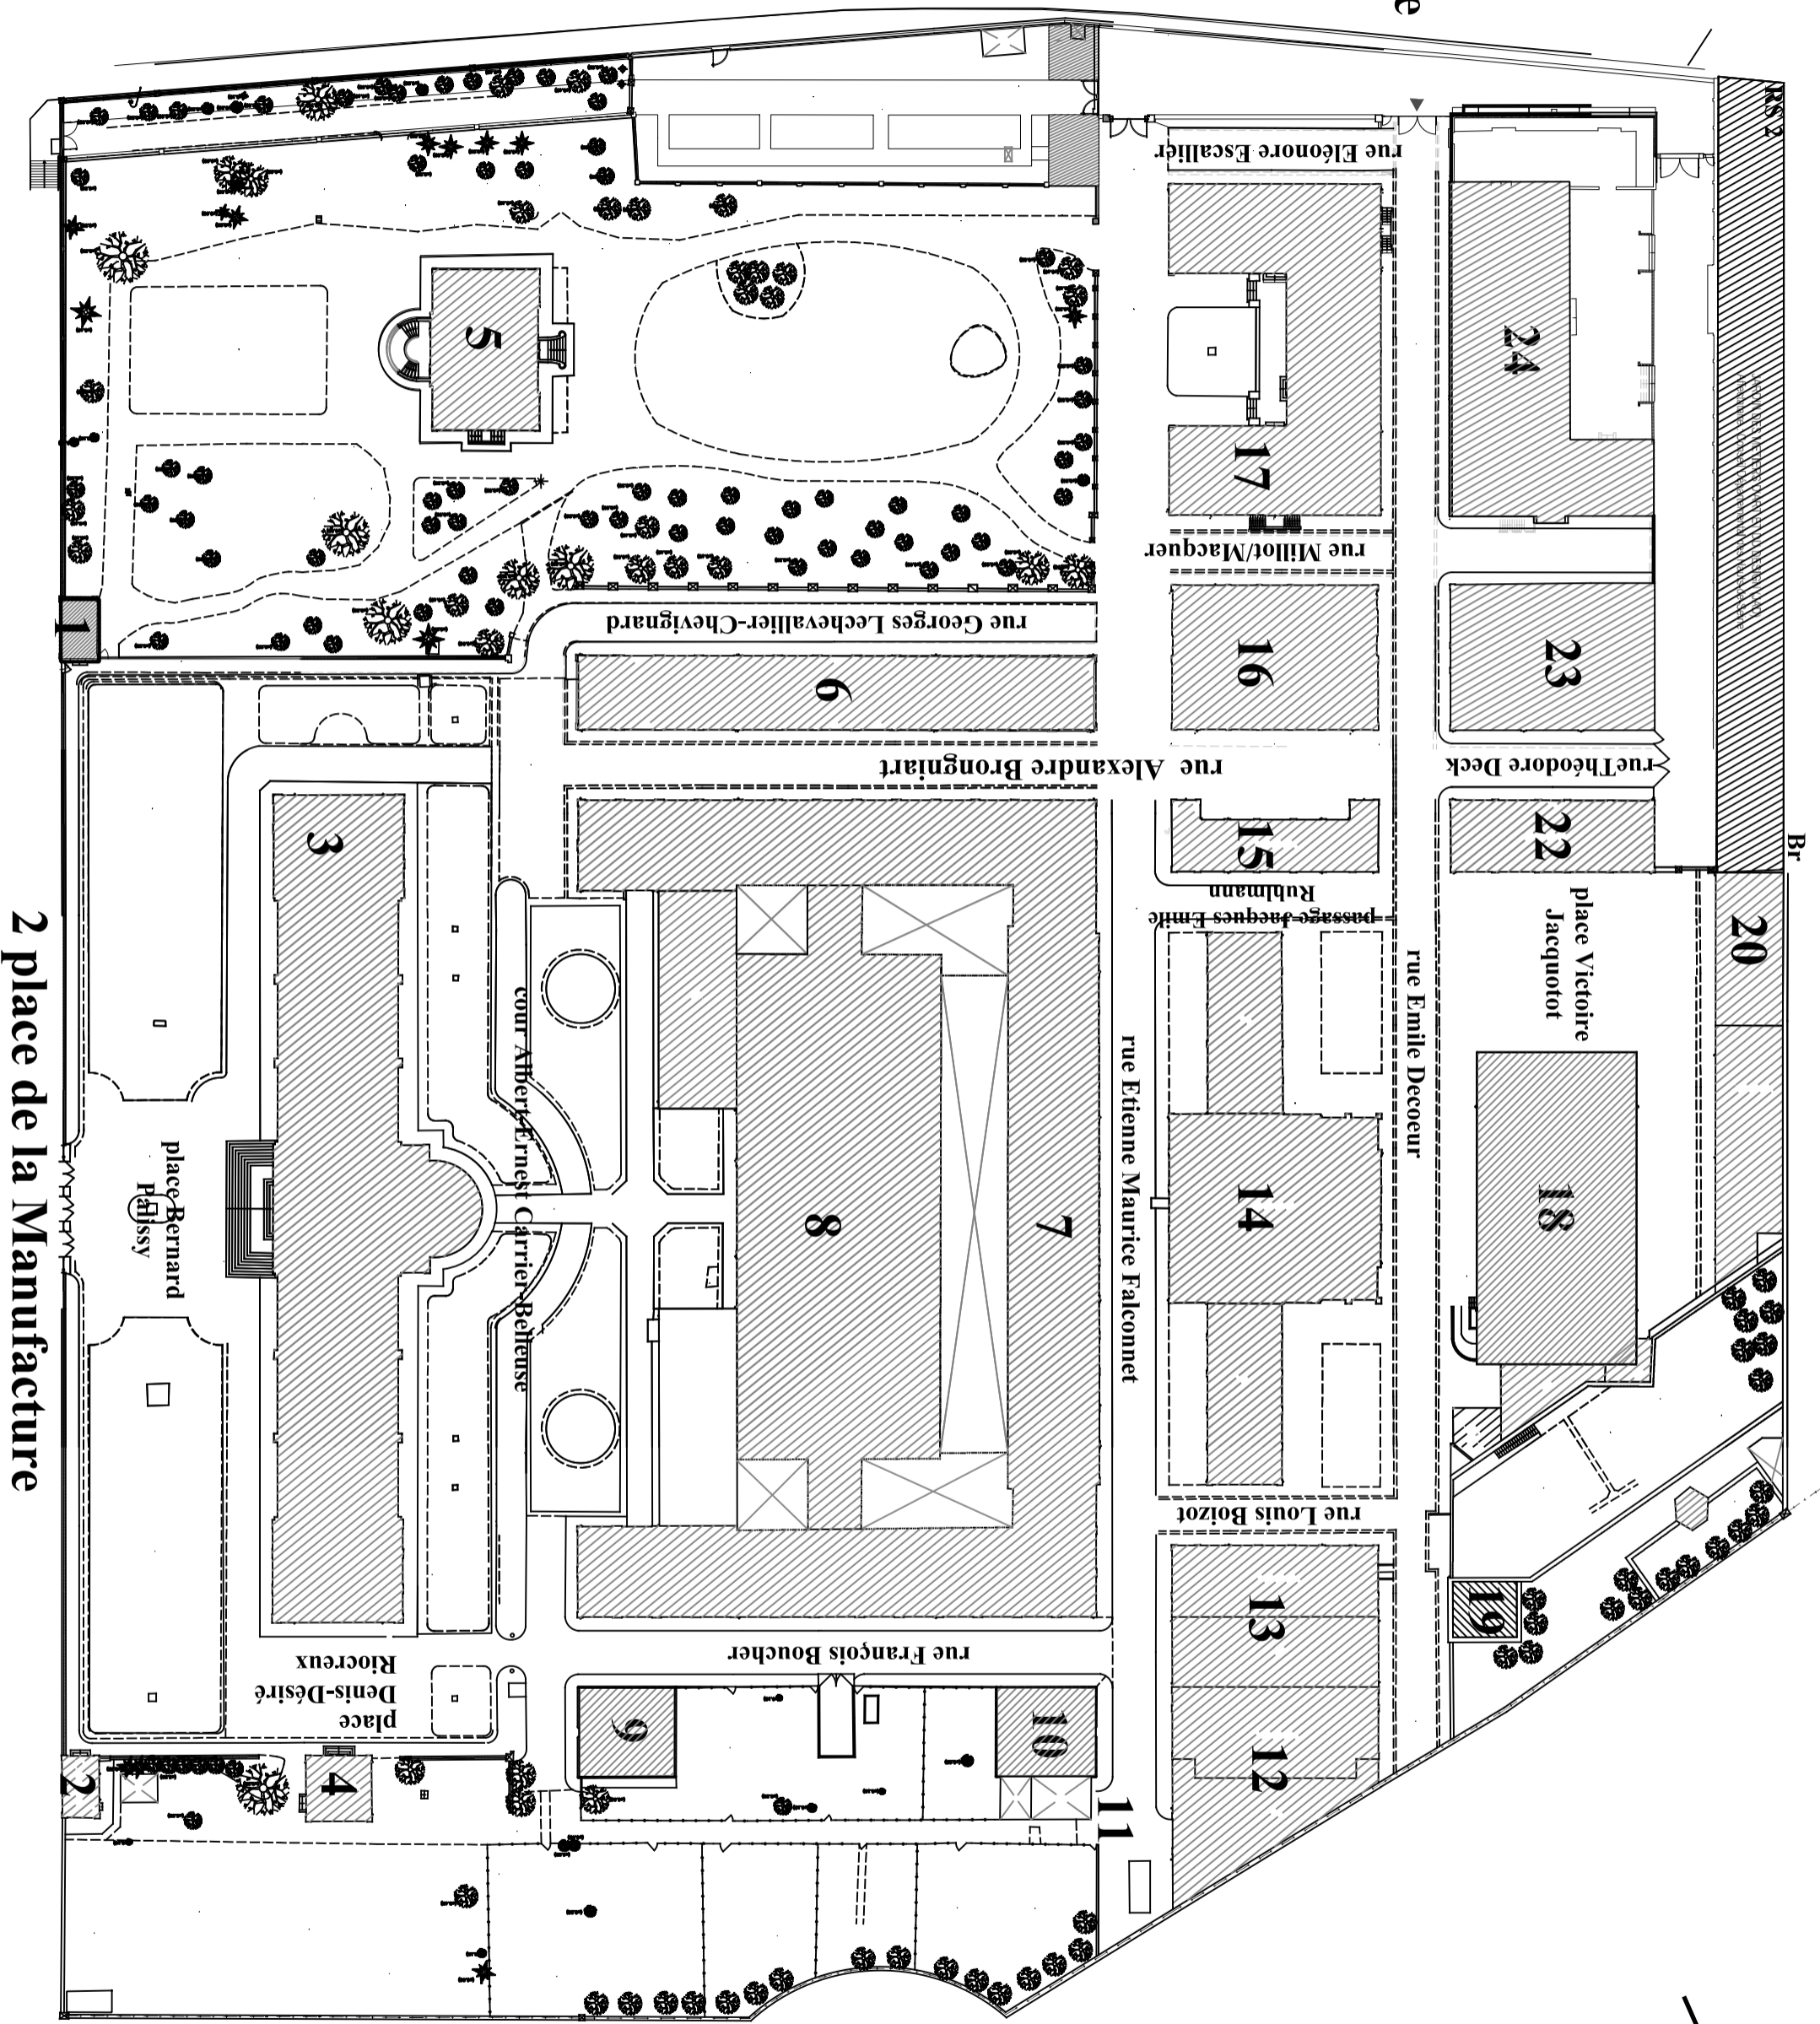 e
RS 2
Br
rue Eléonore Escallier
5
24
17
rue Millot/Macquer
1
rue Georges Lechevallier-Chevignard
6
16
23
rue Alexandre Brongniart
rueThéodore Deck
3
15
22
passage Jacques Emile
Ruhlmann
place Victoire
Jacquotot
20
rue Emile Decoeur
cour Albert-Ernest Carrier-Belleuse
rue Etienne Maurice Falconnet
place Bernard
Palissy
8
7
14
18
2 place de la Manufacture
rue Louis Boizot
13
19
rue François Boucher
place
Denis-Désiré
Riocreux
9
10
12
2
4
11